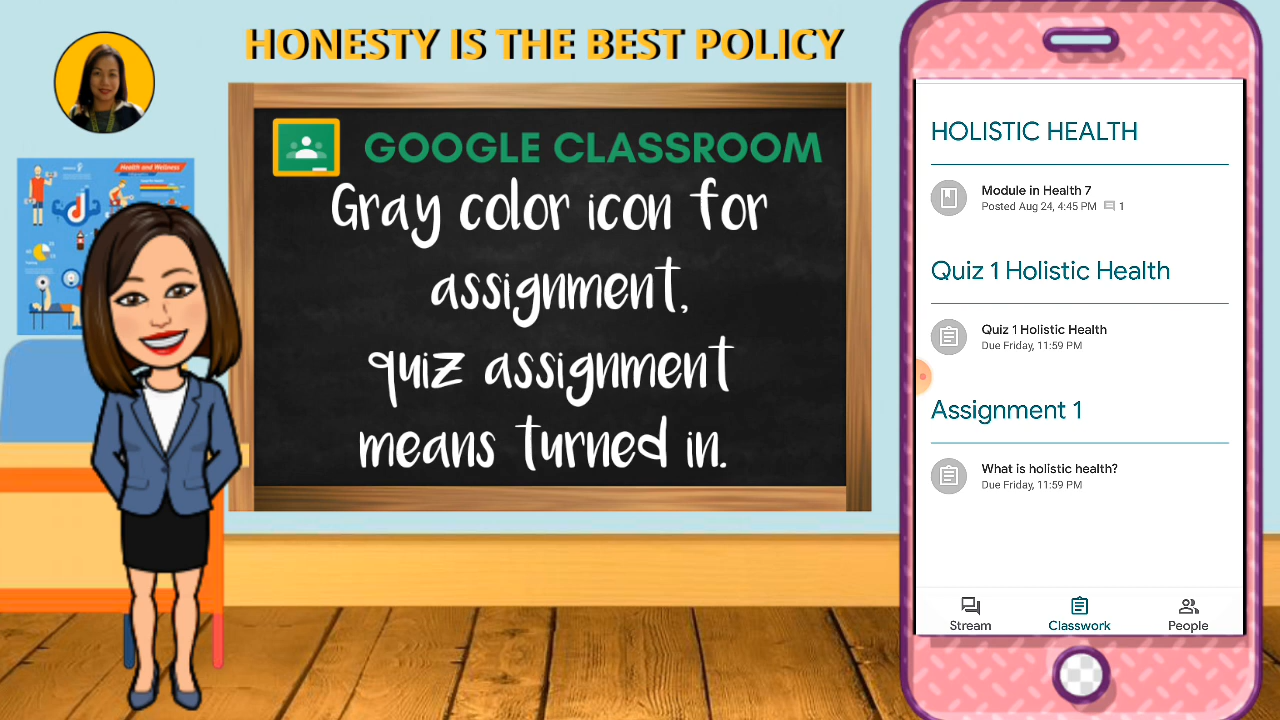 HONESTY IS THE BEST POLICY
Health and Wellness
GOOGLE CLASSROOM
Gray color icon for
assignment,
quiz assignment
means turned in.
HOLISTIC HEALTH
Module in Health 7
Posted Aug 24, 4:45 PM 1
Quiz 1 Holistic Health
Quiz 1 Holistic Health
Due Friday, 11:59 PM
Assignment 1
What is holistic health?
Due Friday, 11:59 PM
Stream
Classwork
People